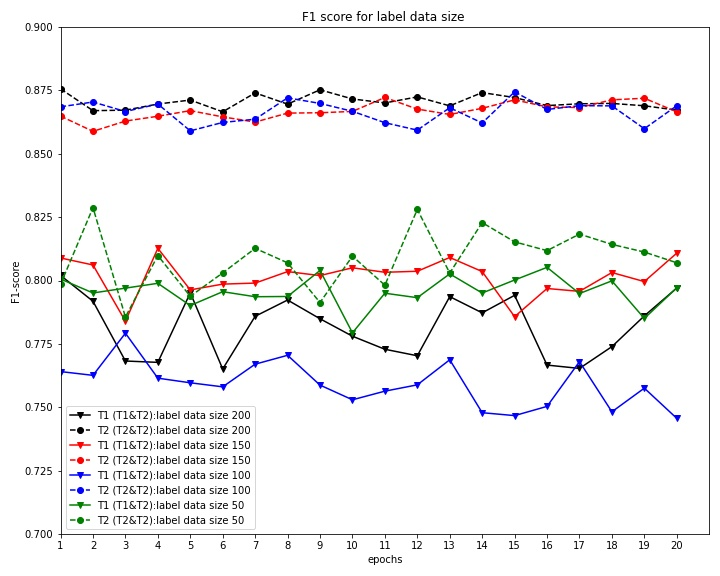 F1 score for label data size
0.900
0.875
0.850
0.825
0.800
0.775
0.750
0.725
0.700
F1-score
T1 (T1&T2):label data size 200
T2 (T2&T2):label data size 200
T1 (T1&T2):label data size 150
T2 (T2&T2):label data size 150
T1 (T1&T2):label data size 100
T2 (T2&T2):label data size 100
T1 (T1&T2):label data size 50
T2 (T2&T2):label data size 50
1 2 3 4 5 6 7 8 9 10 11 12 13 14 15 16 17 18 19 20
epochs